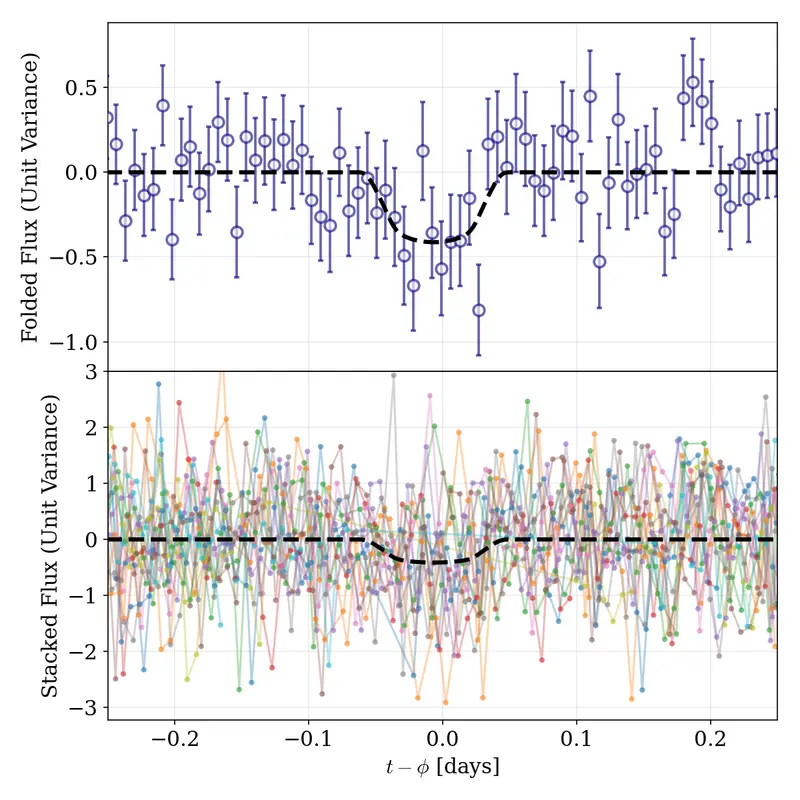 Folded Flux (Unit Variance)
0.5
0.0
−0.5
−1.0
Stacked Flux (Unit Variance)
3
2
1
0
−1
−2
−3
−0.2 −0.1 0.0 0.1 0.2
t − ϕ [days]